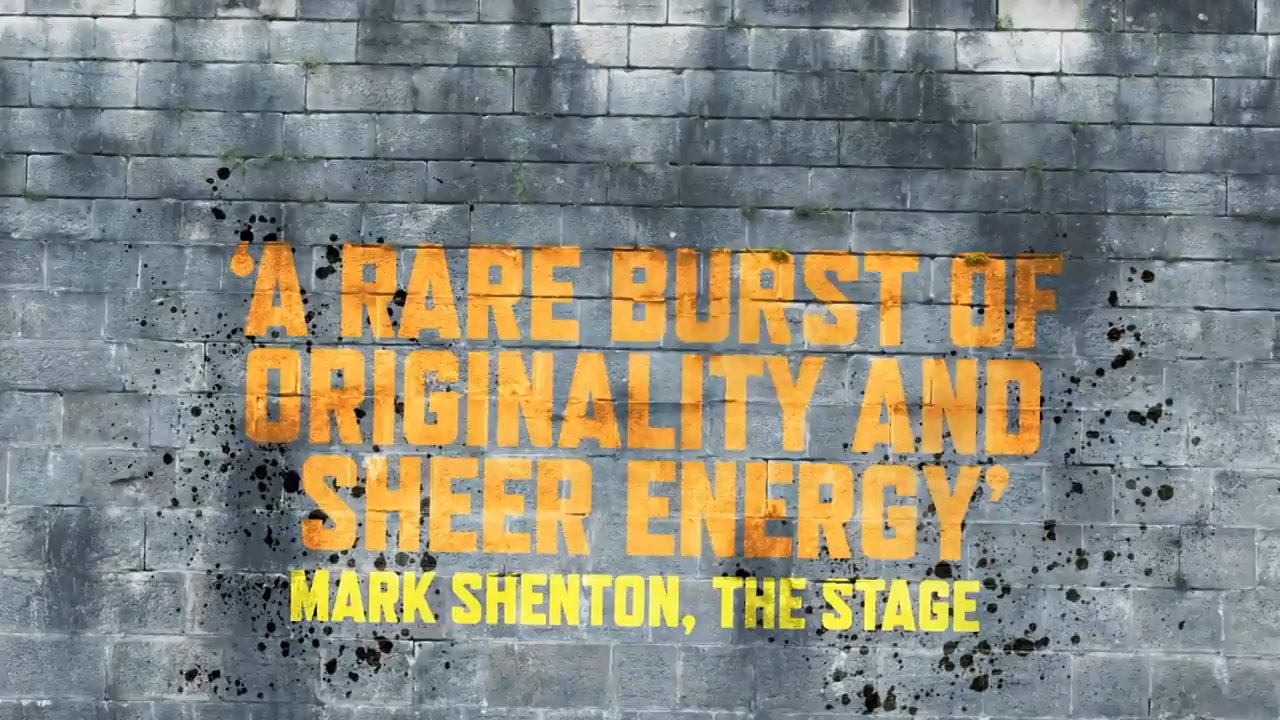 ‘A RARE BURST OF
ORIGINALITY AND
SHEER ENERGY’
MARK SHENTON, THE STAGE